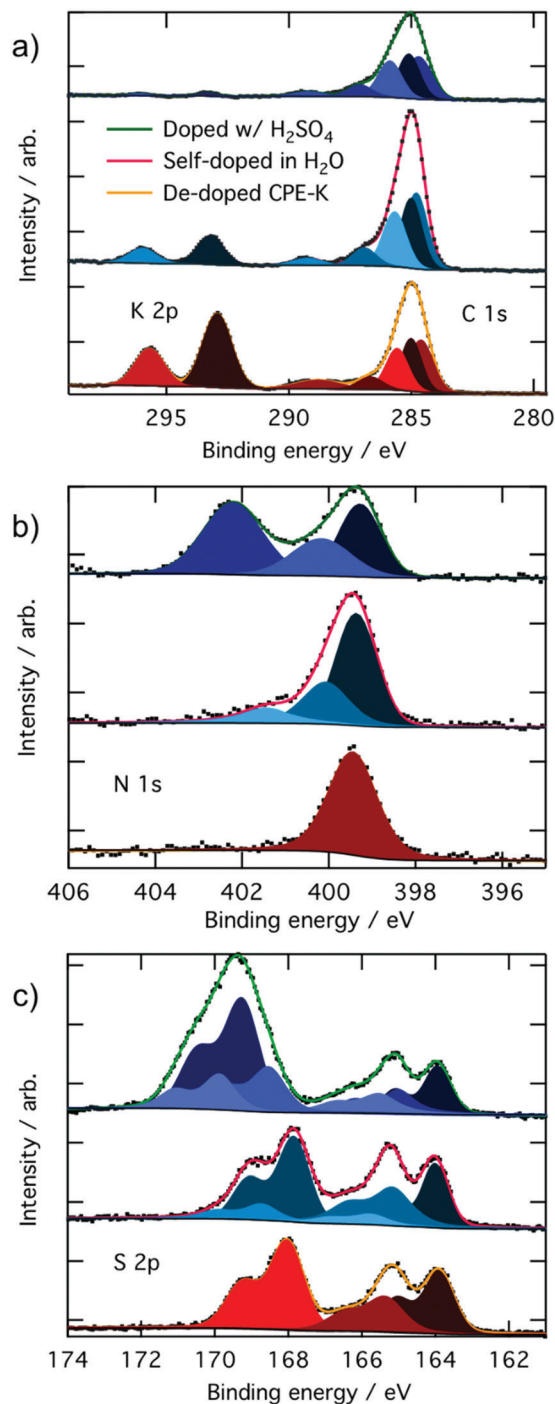 a)
Doped w/ H₂SO₄
Self-doped in H₂O
De-doped CPE-K
K 2p
C 1s
Intensity / arb.
295 290 285 280
Binding energy / eV
b)
N 1s
Intensity / arb.
406 404 402 400 398 396
Binding energy / eV
c)
S 2p
Intensity / arb.
174 172 170 168 166 164 162
Binding energy / eV